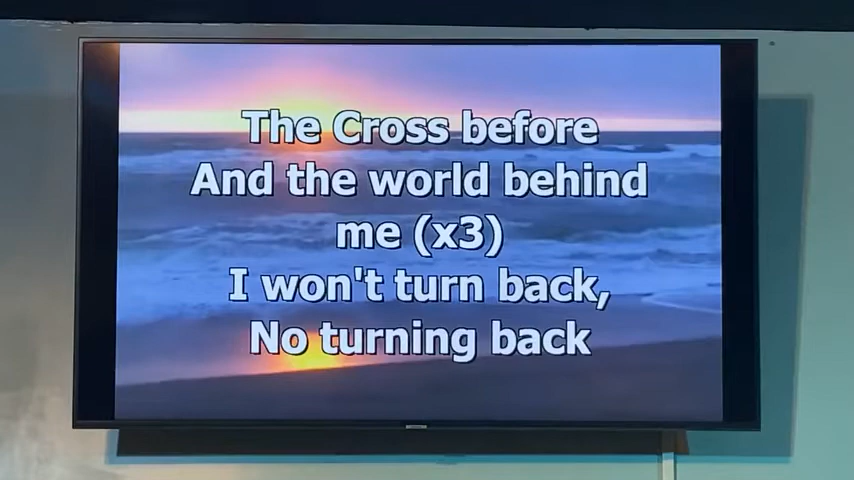 The Cross before
And the world behind
me (x3)
I won't turn back,
No turning back